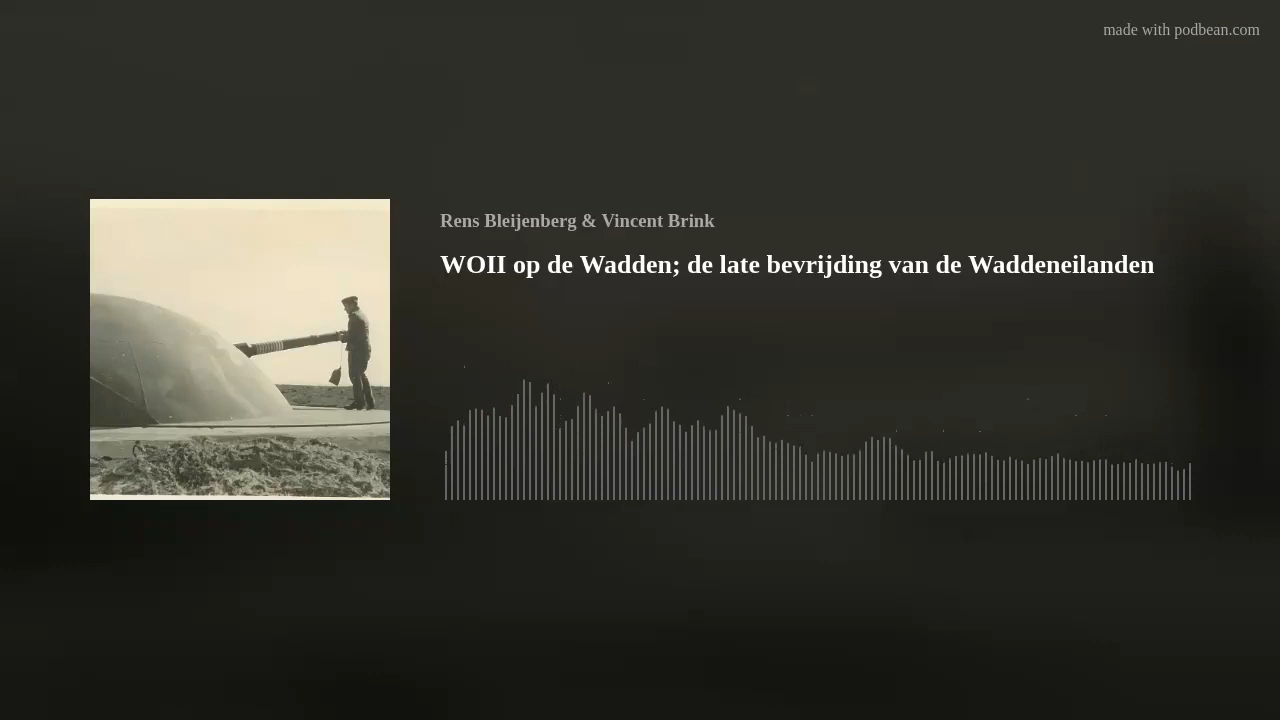 made with podbean.com
Rens Bleijenberg & Vincent Brink
WOII op de Wadden; de late bevrijding van de Waddeneilanden